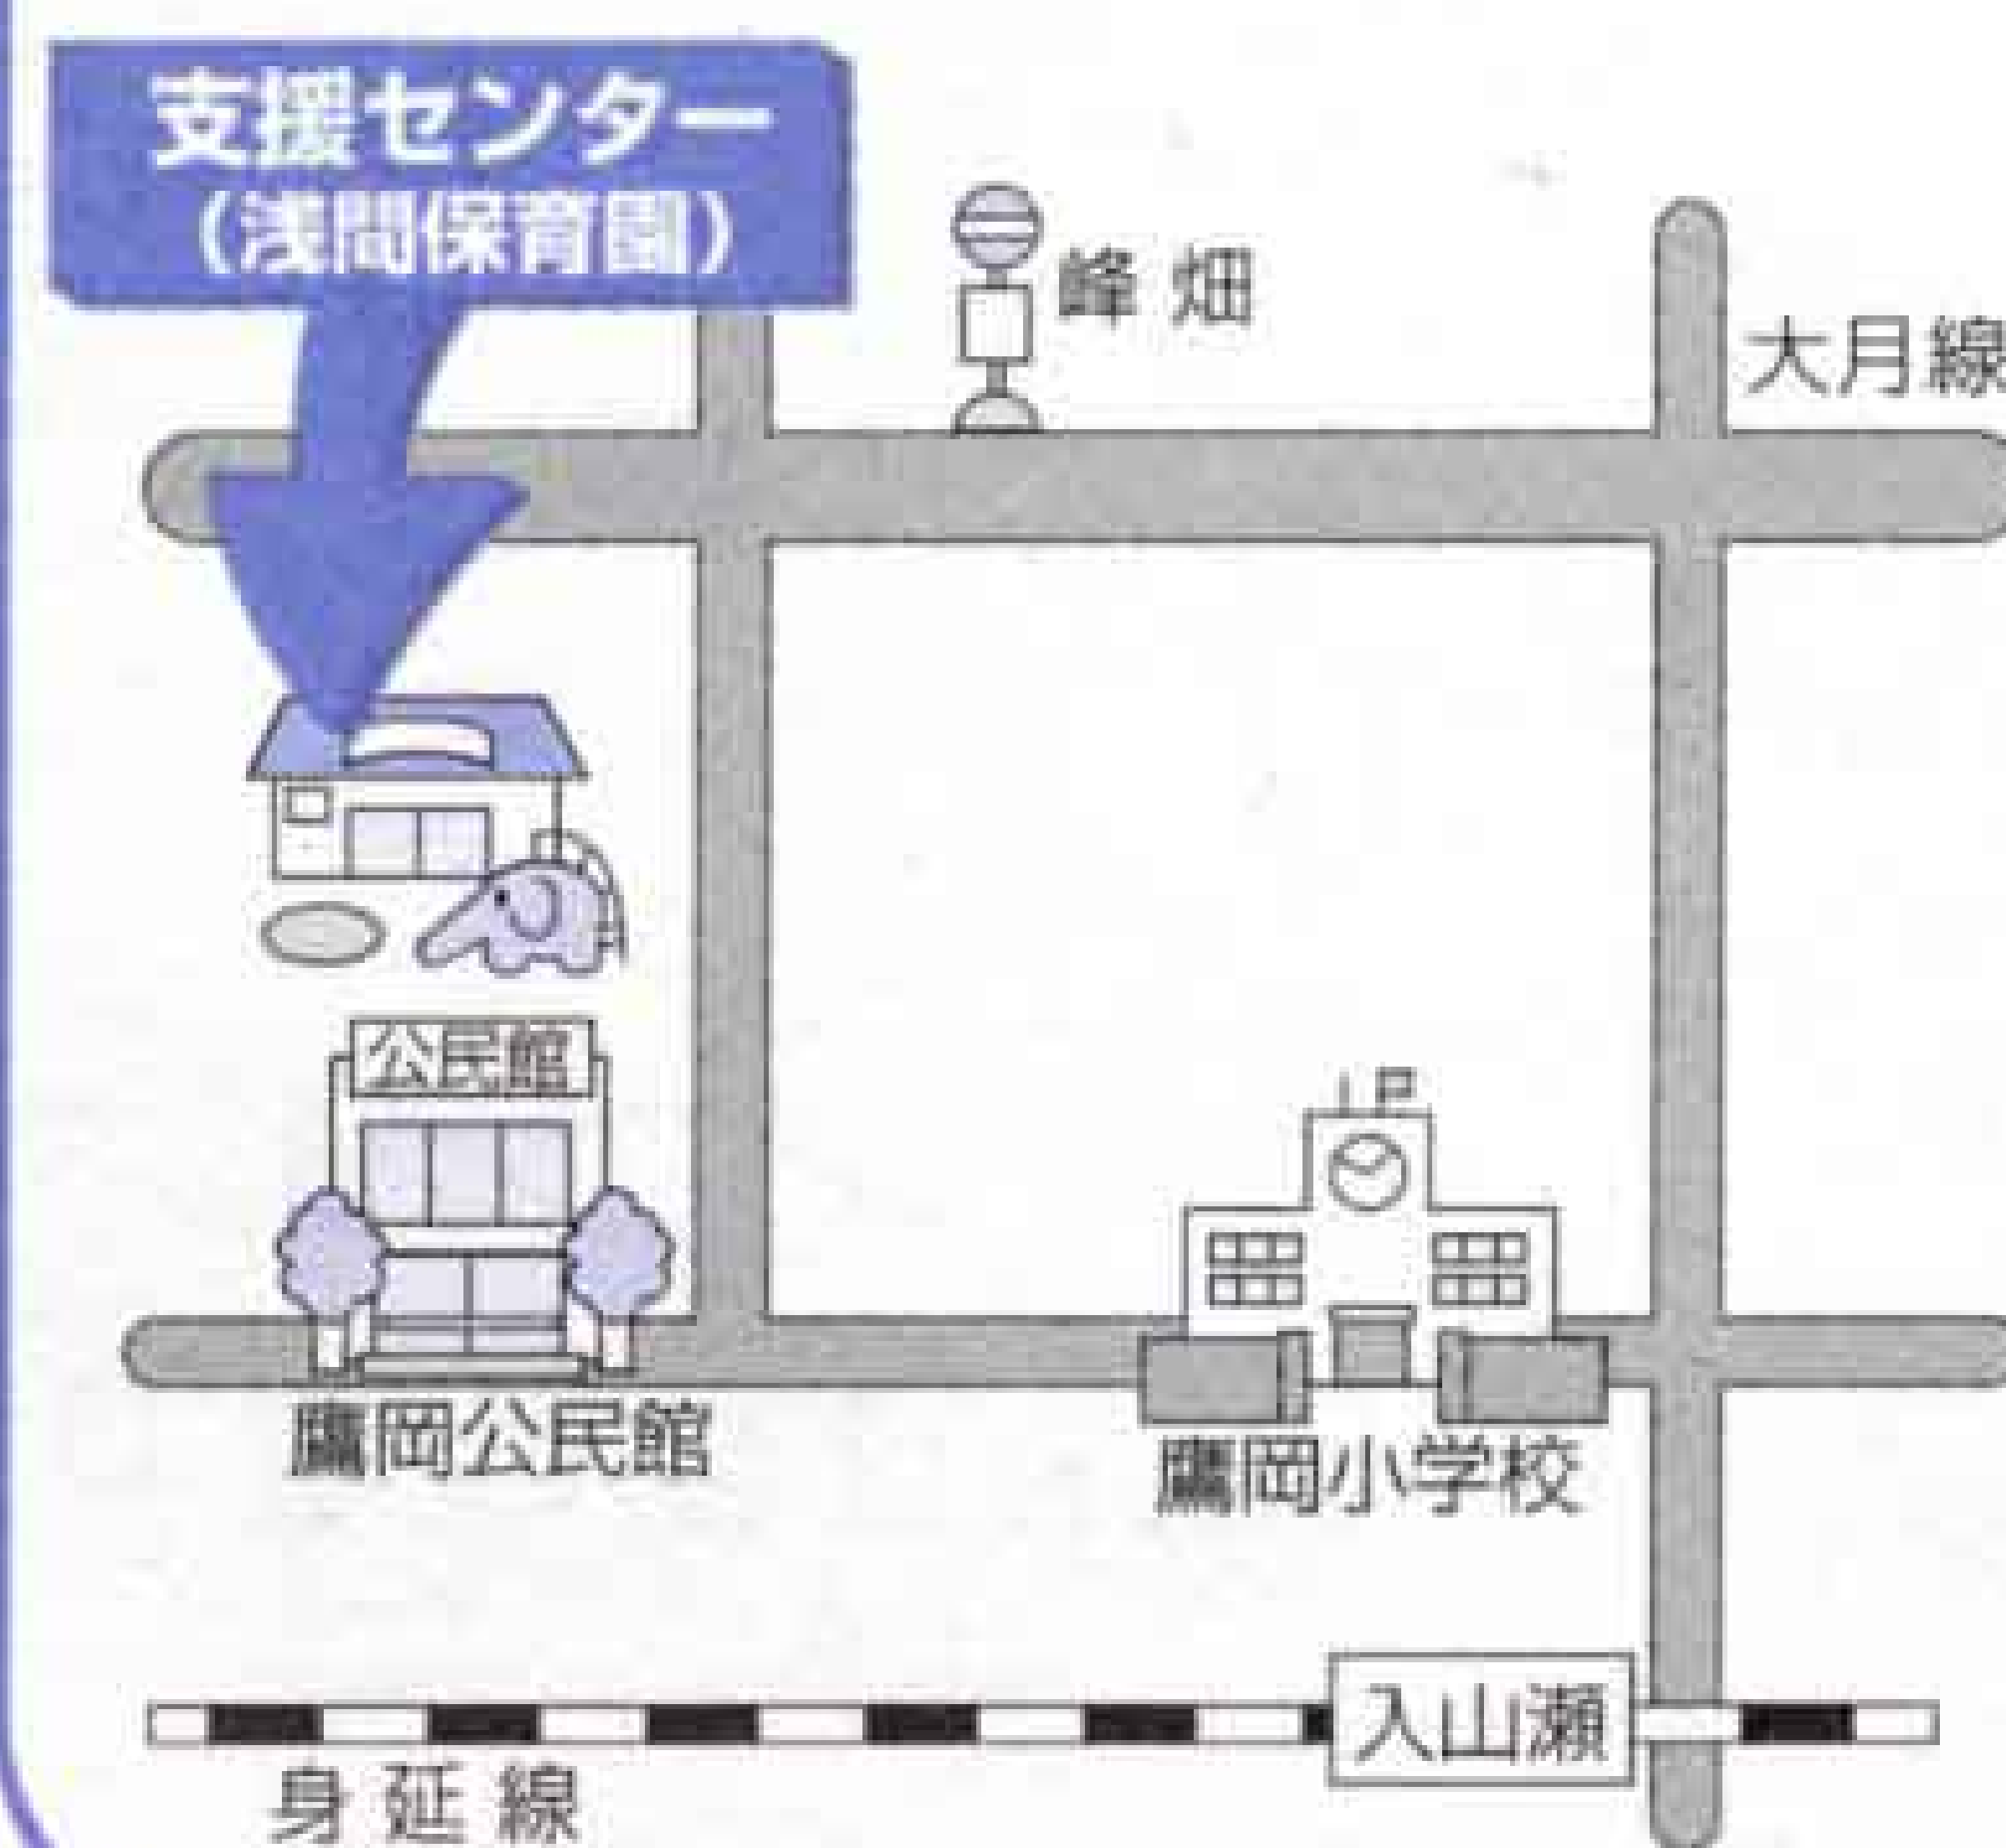 支援センター
（浅間保育園）
峰畑
大月線
公民館
鷹岡公民館
鷹岡小学校
入山瀬
身延線